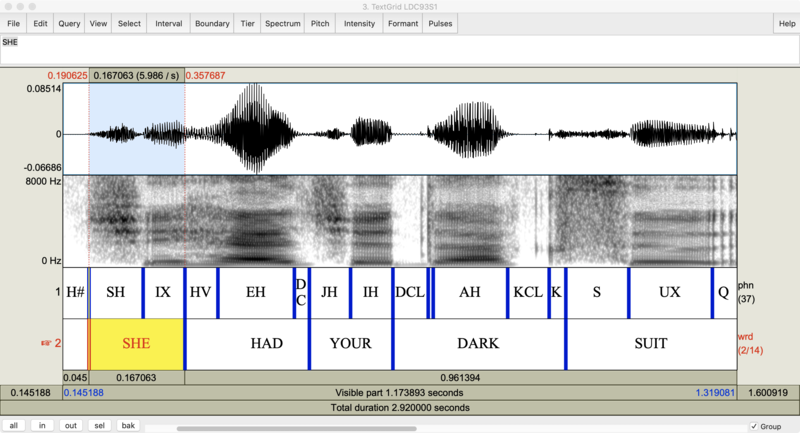 3. TextGrid LDC93S1
File Edit Query View Select Interval Boundary Tier Spectrum Pitch Intensity Formant Pulses Help
SHE
0.190625 0.167063 (5.986 / s) 0.357687
0.08514
0
-0.06686
8000 Hz
0 Hz
1 H# SH IX HV EH D JH IH DCL AH KCL K S UX Q phn
C (37)
2 SHE HAD YOUR DARK SUIT wrd
(2/14)
0.045 0.167063 0.961394
0.145188 0.145188 Visible part 1.173893 seconds 1.319081 1.600919
Total duration 2.920000 seconds
all in out sel bak Group